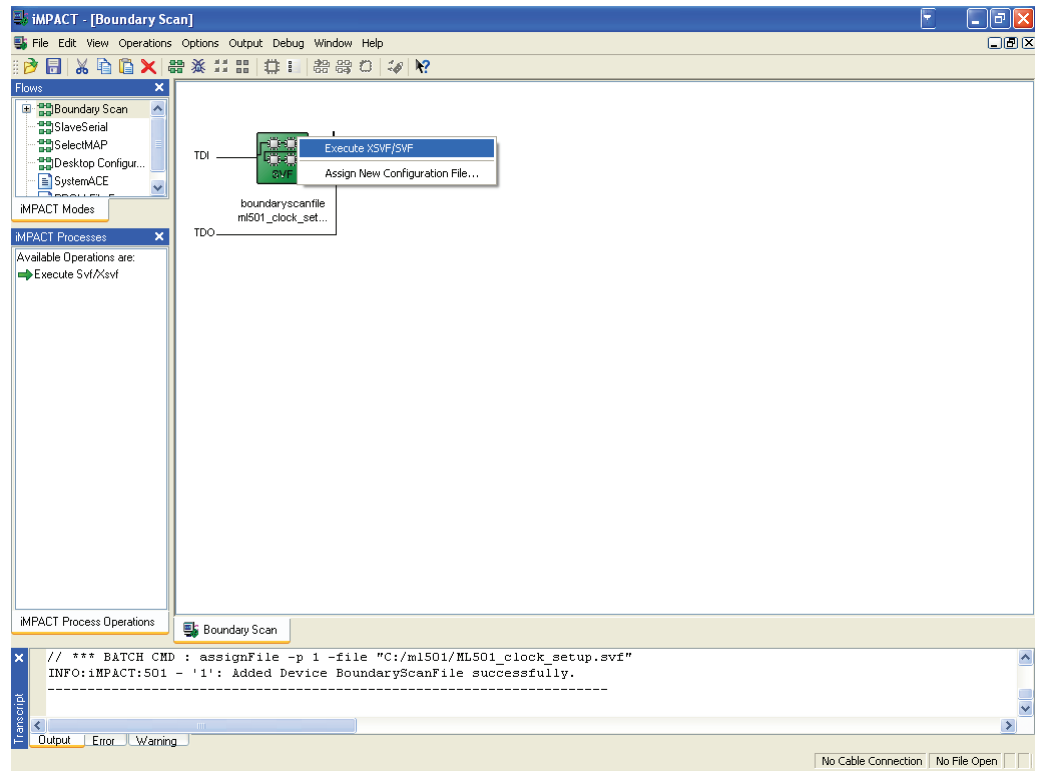 iMPACT - [Boundary Scan]
File Edit View Operations Options Output Debug Window Help
Flows
Boundary Scan
SlaveSerial
SelectMAP
Desktop Configur...
SystemACE
iMPACT Modes
iMPACT Processes
Available Operations are:
Execute Svf/Xsvf
iMPACT Process Operations
TDI
SVF
Execute XSVF/SVF
Assign New Configuration File...
boundaryscanfile
ml501_clock_set...
TDO
Boundary Scan
// *** BATCH CMD : assignFile -p 1 -file "C:/ml501/ML501_clock_setup.svf"
INFO:iMPACT:501 - '1': Added Device BoundaryScanFile successfully.
----------------------------------------------------------------------
Transcript
Output Error Warning
No Cable Connection No File Open